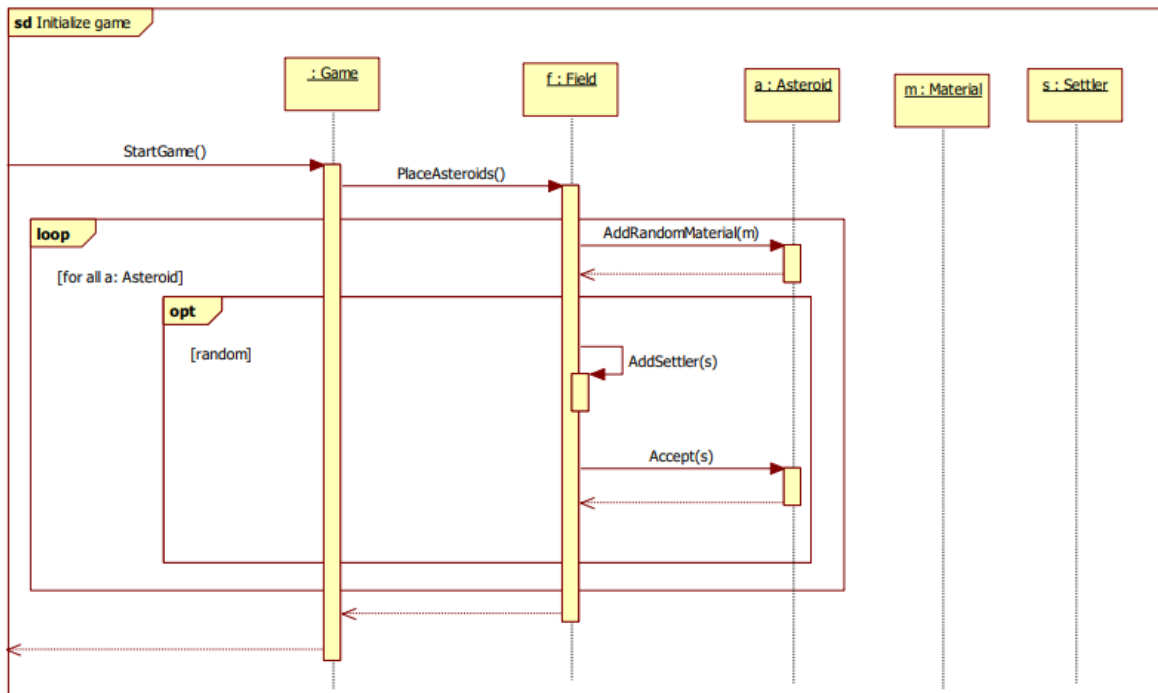 sd Initialize game
: Game
f : Field
a : Asteroid
m : Material
s : Settler
StartGame()
PlaceAsteroids()
loop
AddRandomMaterial(m)
[for all a: Asteroid]
opt
[random]
AddSettler(s)
Accept(s)